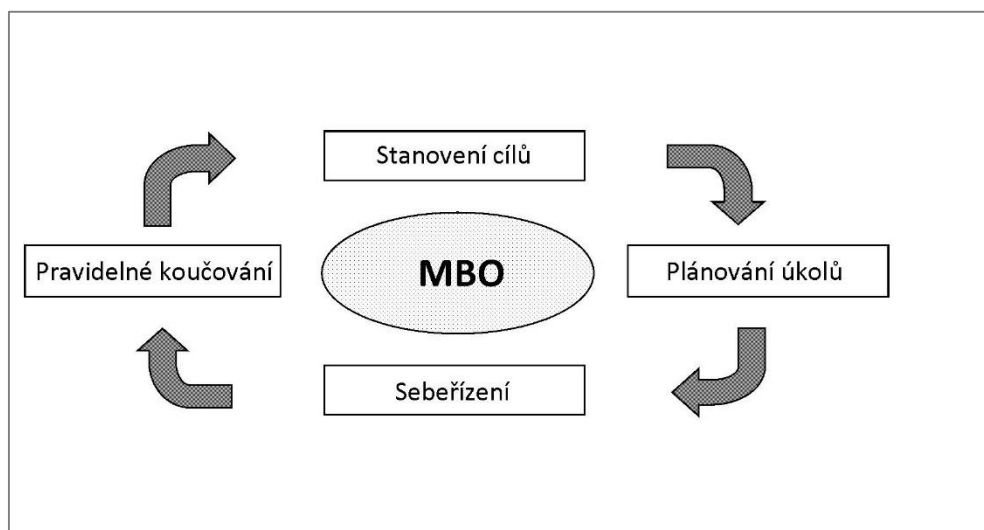 Stanovení cílů
Pravidelné koučování
MBO
Plánování úkolů
Sebeřízení